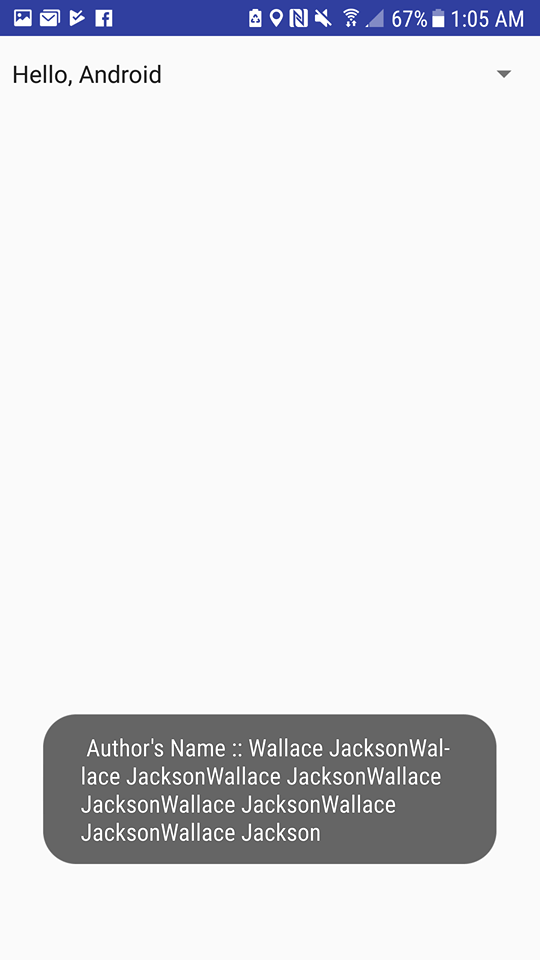 67% 1:05 AM
Hello, Android
Author's Name :: Wallace JacksonWal-
lace JacksonWallace JacksonWallace
JacksonWallace JacksonWallace
JacksonWallace Jackson